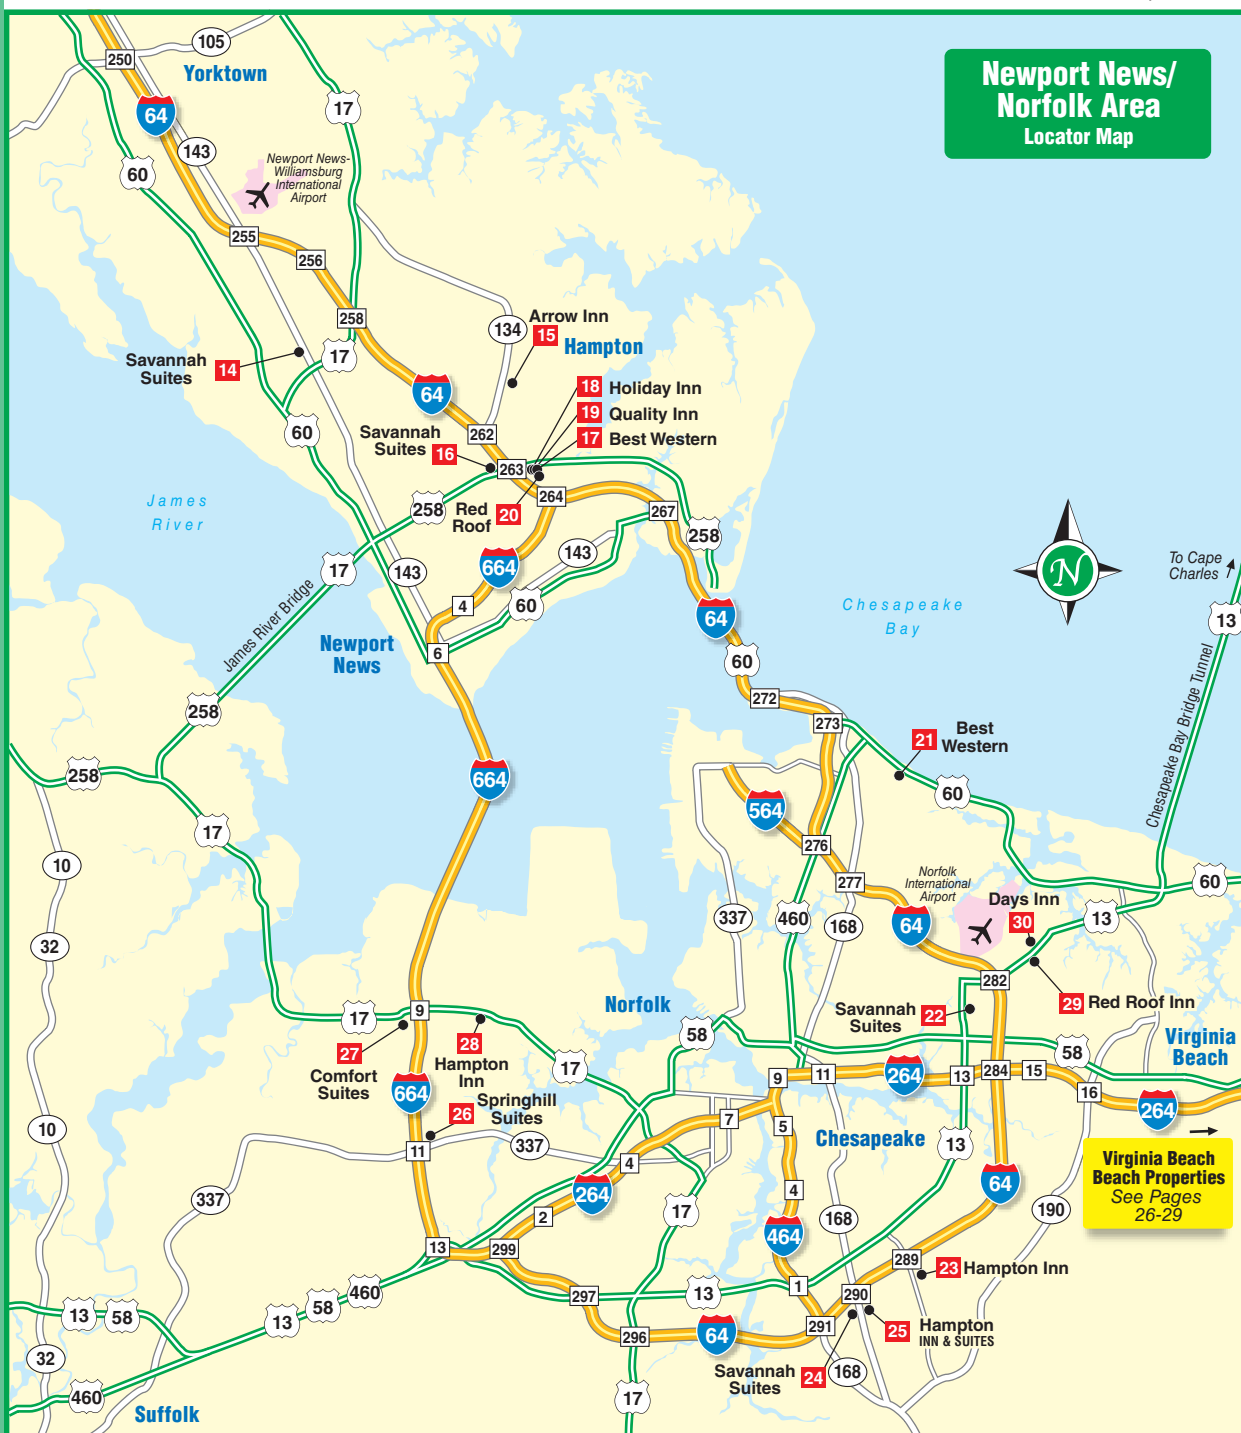 Newport News/
Norfolk Area
Locator Map
105
250
Yorktown
64
17
143
60
Newport News-
Williamsburg
International
Airport
255
256
258
134
Arrow Inn
15
Hampton
17
Savannah
Suites
14
64
18 Holiday Inn
19 Quality Inn
17 Best Western
60
262
Savannah
Suites
16
263
264
267
258
Red
Roof
20
258
James
River
143
664
143
17
4
60
64
To Cape
Charles
N
James River Bridge
Chesapeake
Bay
13
Newport
News
6
60
Chesapeake Bay Bridge Tunnel
272
273
258
21
Best
Western
258
664
60
564
17
276
10
277
Norfolk
International
Airport
60
Days Inn
30
337
460
168
64
13
32
282
9
17
Norfolk
Savannah
Suites
22
29 Red Roof Inn
27
Comfort
Suites
28
Hampton
Inn
58
58
Virginia
Beach
17
9
11
264
13
284
15
16
664
264
26
Springhill
Suites
7
5
10
11
337
Chesapeake
13
Virginia Beach
Beach Properties
See Pages
26-29
4
264
4
64
337
2
17
168
190
464
13
299
289
23 Hampton Inn
460
58
13
13
58
297
13
1
290
25
Hampton
INN & SUITES
296
64
291
32
Savannah
Suites
24
168
460
17
Suffolk